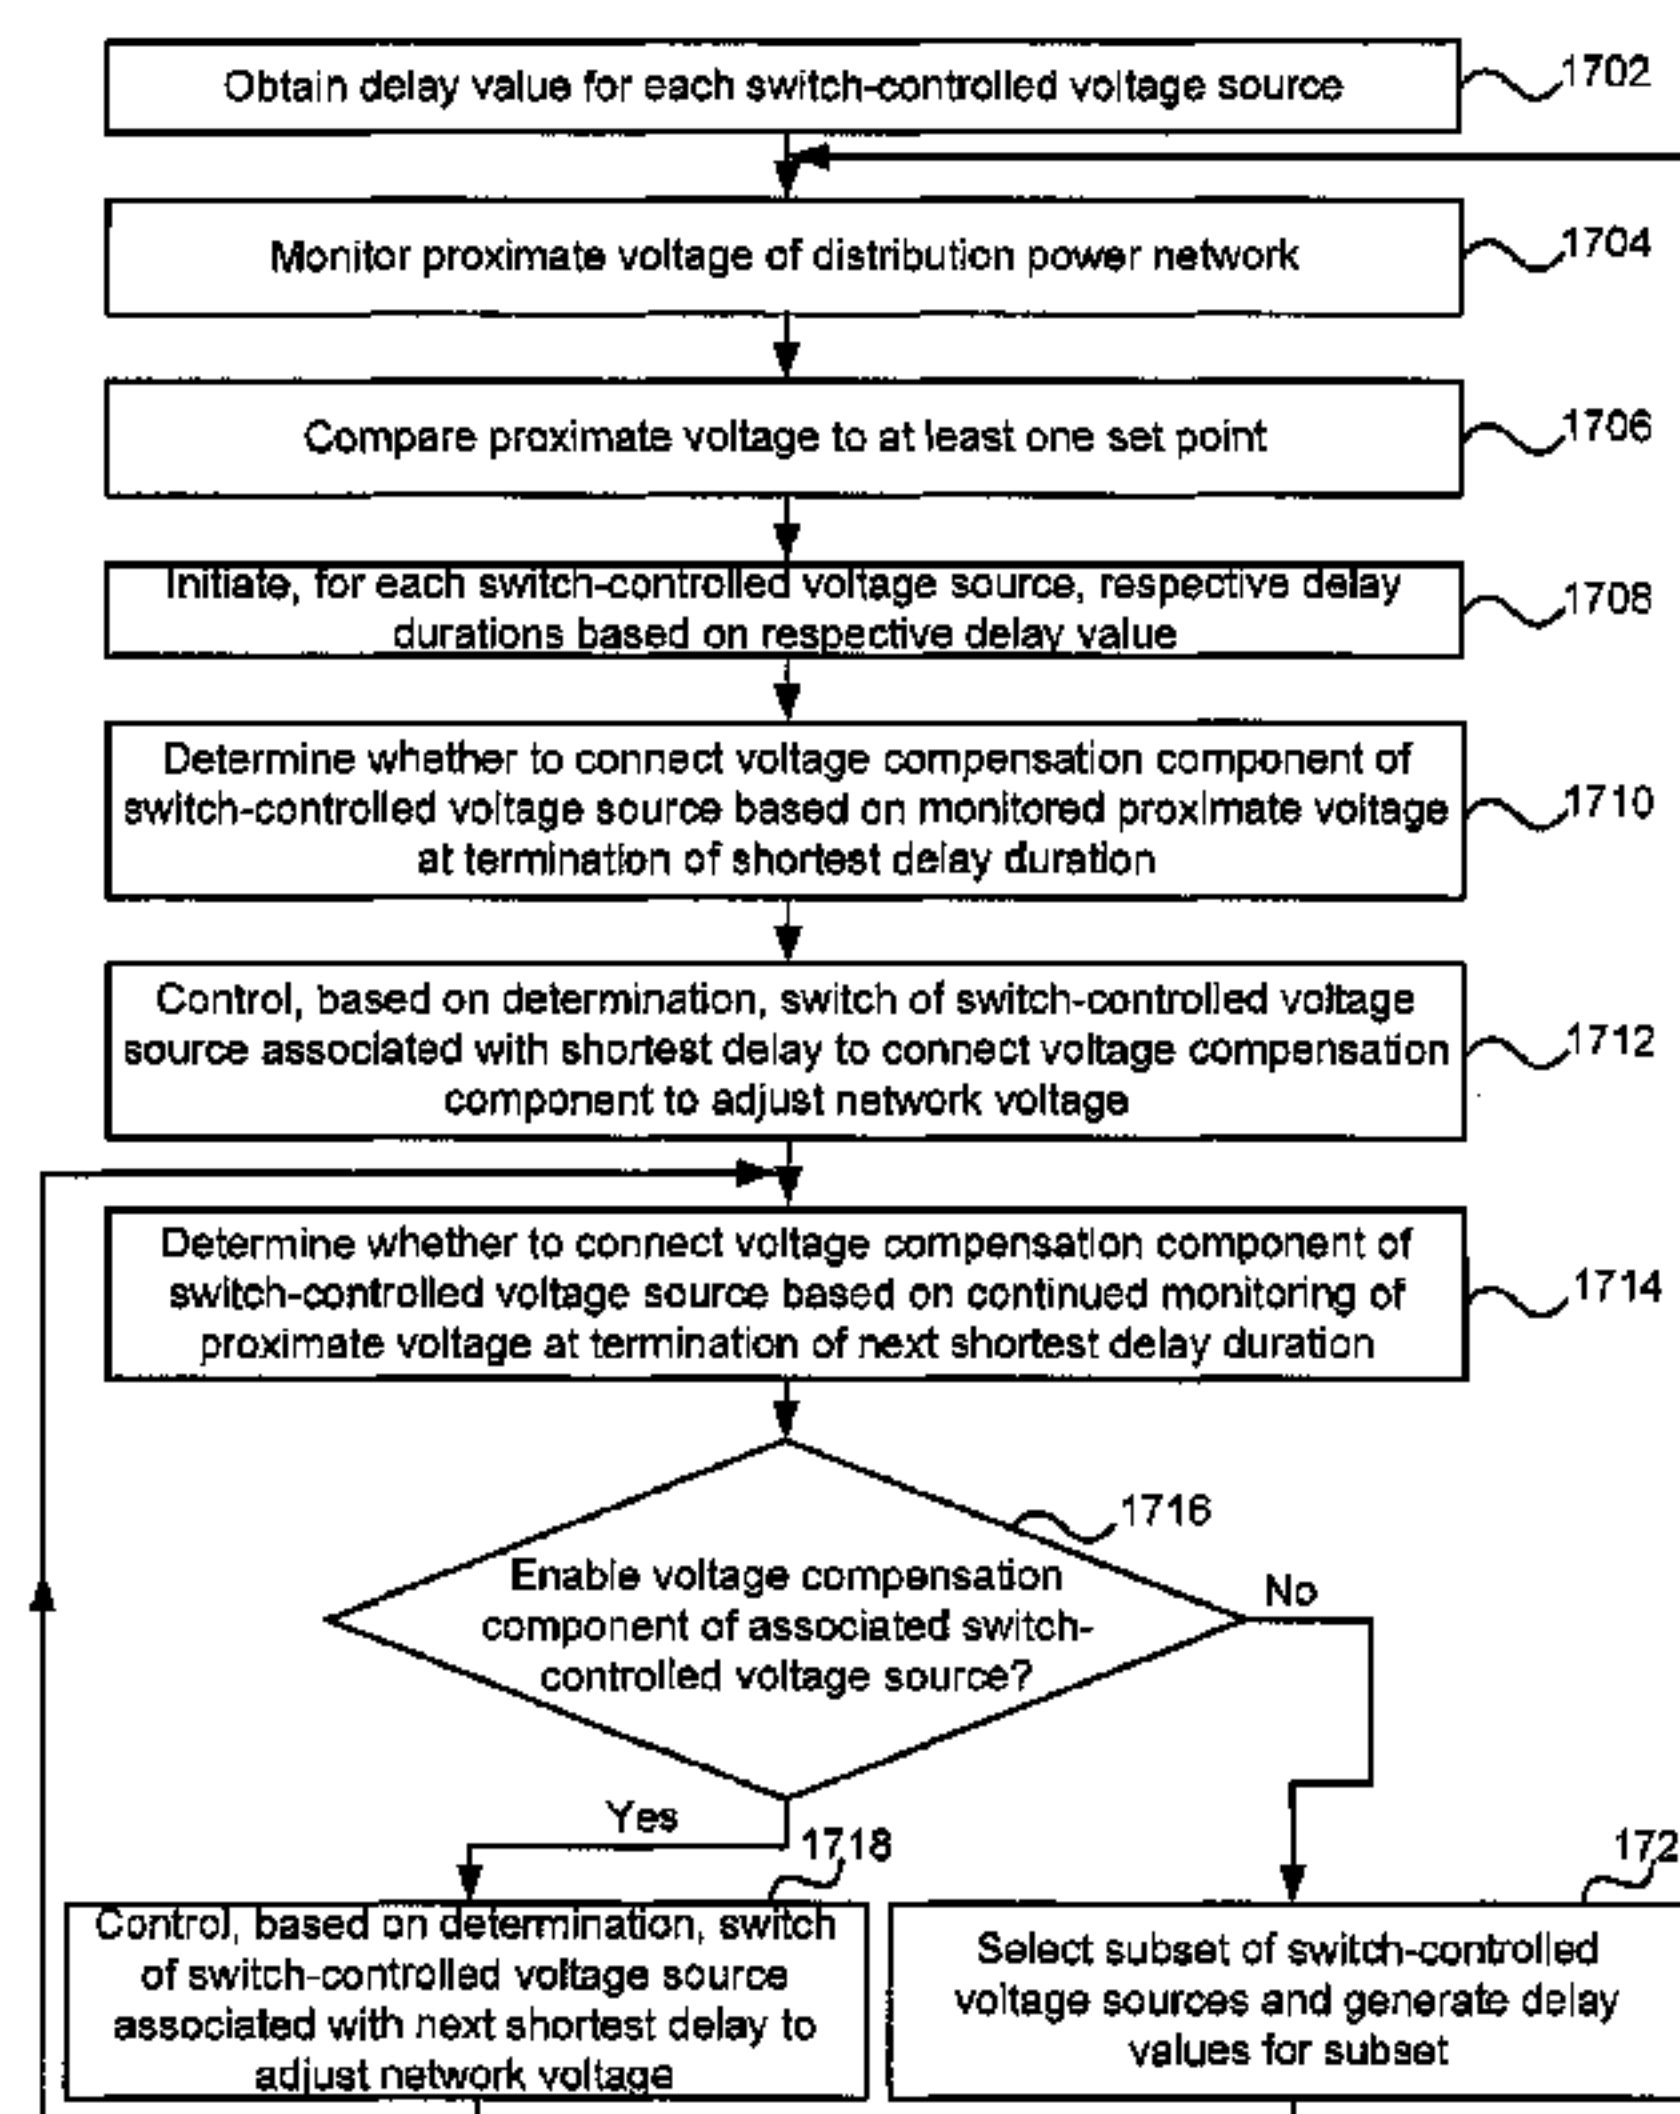 Obtain delay value for each switch-controlled voltage source
1702
Monitor proximate voltage of distribution power network
1704
Compare proximate voltage to at least one set point
1706
Initiate, for each switch-controlled voltage source, respective delay
durations based on respective delay value
1708
Determine whether to connect voltage compensation component of
switch-controlled voltage source based on monitored proximate voltage
at termination of shortest delay duration
1710
Control, based on determination, switch of switch-controlled voltage
source associated with shortest delay to connect voltage compensation
component to adjust network voltage
1712
Determine whether to connect voltage compensation component of
switch-controlled voltage source based on continued monitoring of
proximate voltage at termination of next shortest delay duration
1714
1716
Enable voltage compensation
component of associated switch-
controlled voltage source?
No
Yes
1718
Control, based on determination, switch
of switch-controlled voltage source
associated with next shortest delay to
adjust network voltage
172
Select subset of switch-controlled
voltage sources and generate delay
values for subset